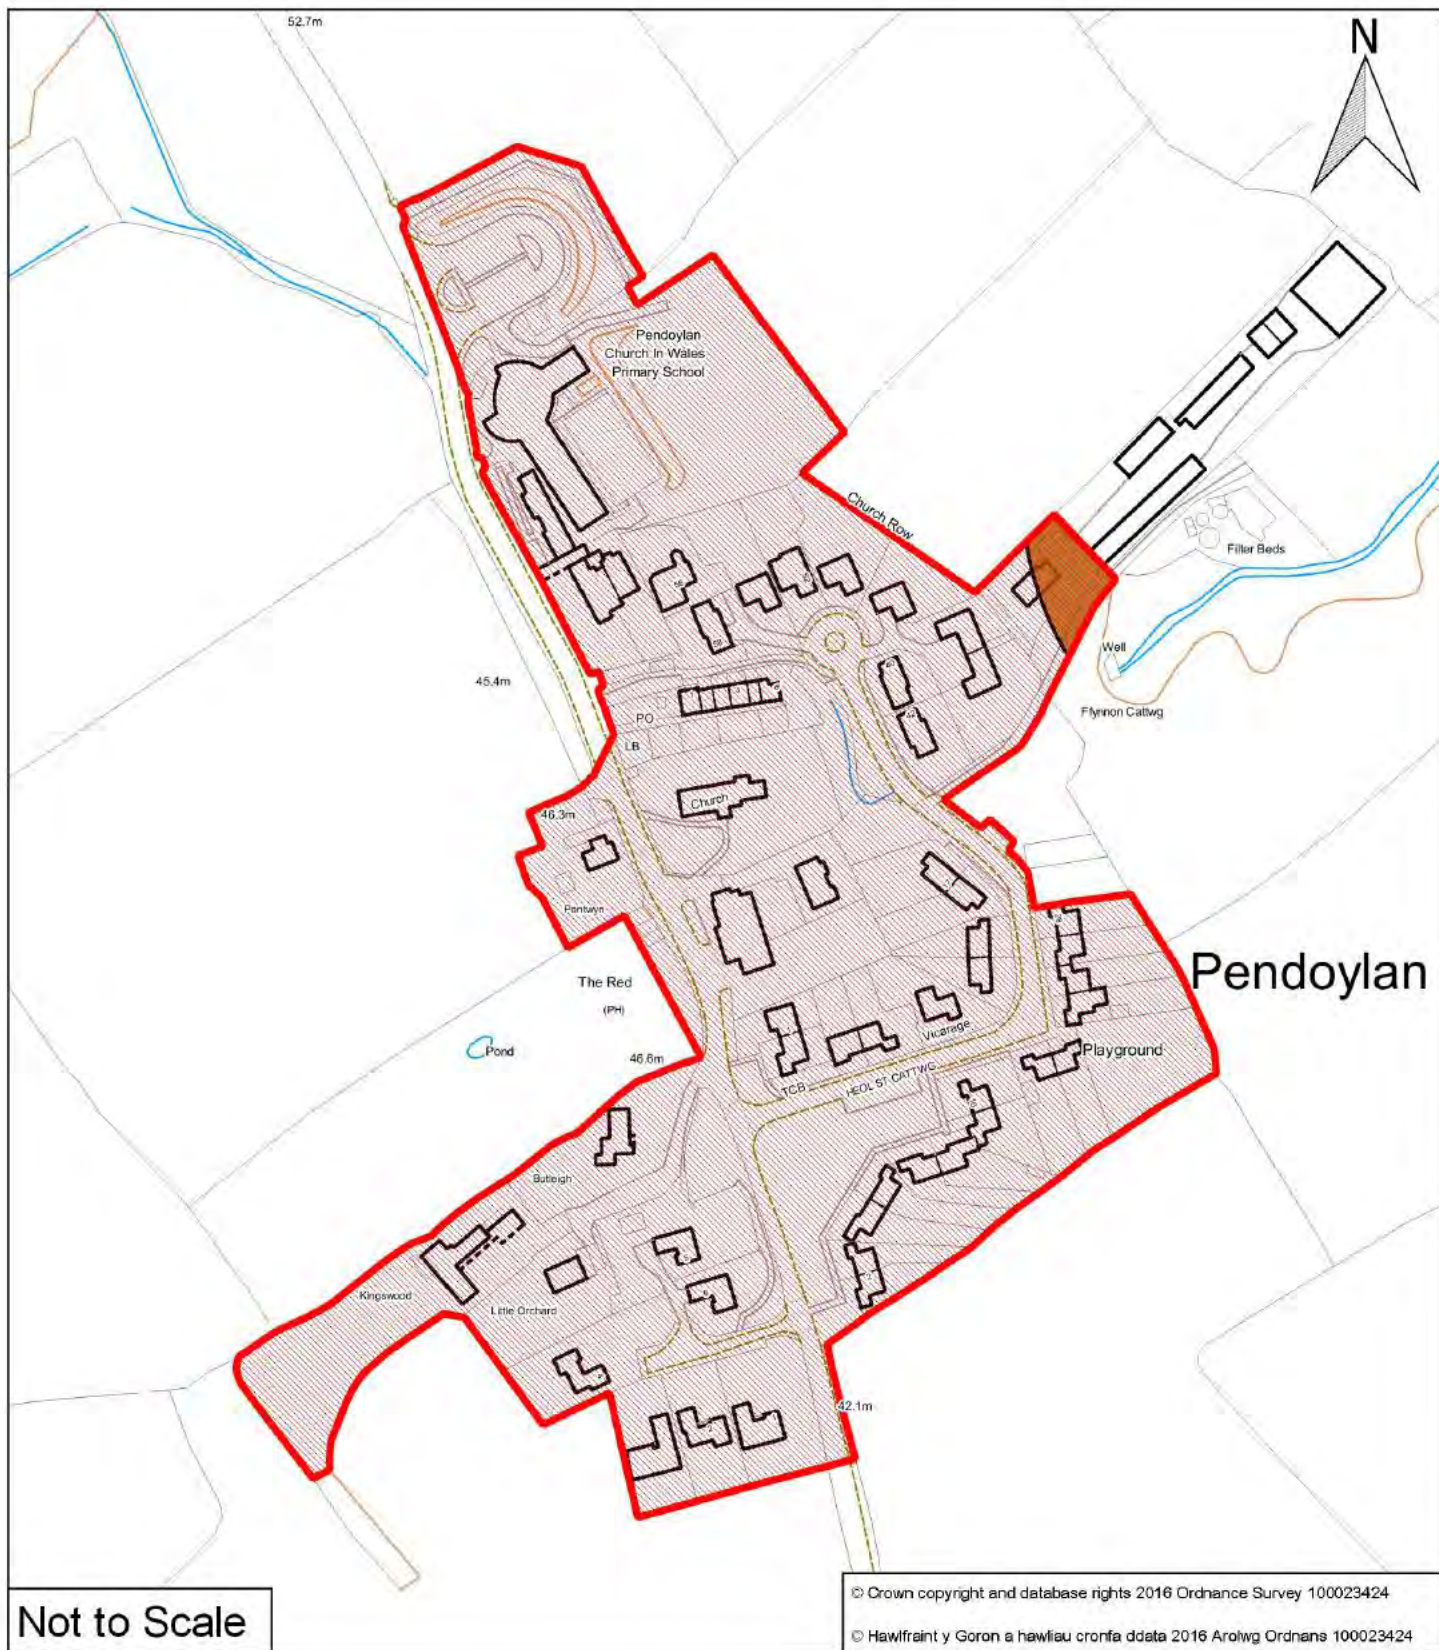 52.7m
N
Pendoylan
Church In Wales
Primary School
Church Row
Filter Beds
Well
45.4m
Ffynnon Cattwg
PO
LB
Church
46.3m
Pantwyn
Pendoylan
The Red
(PH)
Vicarage
Pond
46.6m
Playground
TCB
HEOL ST CATTWG
Butleigh
Kingswood
Little Orchard
42.1m
Not to Scale
© Crown copyright and database rights 2016 Ordnance Survey 100023424
© Hawlfraint y Goron a hawliau cronfa ddata 2016 Arolwg Ordnans 100023424